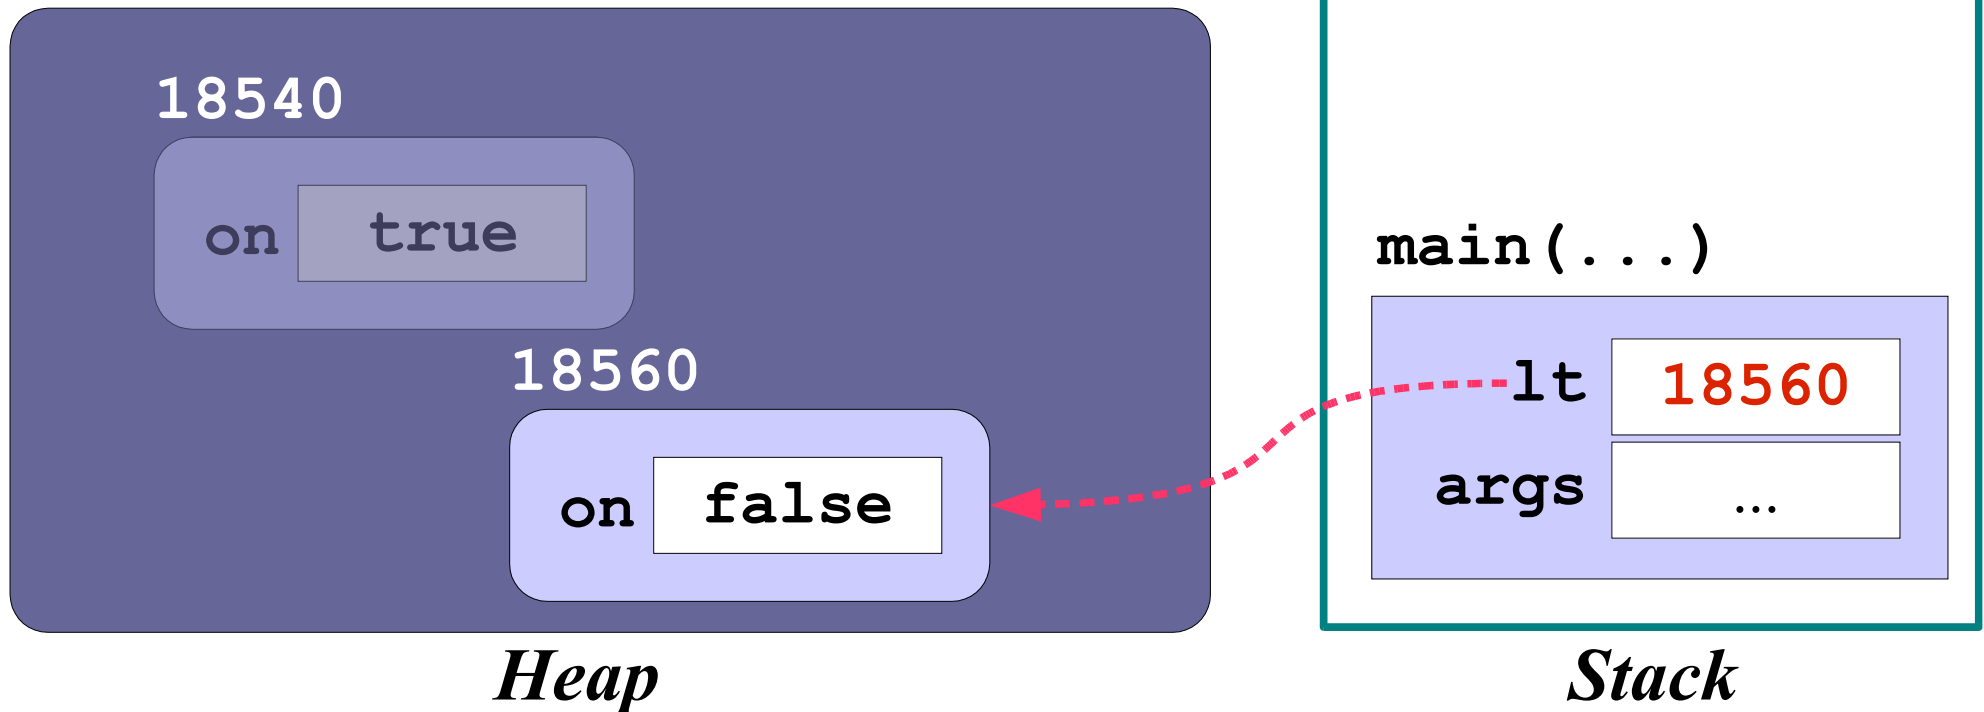 18540
on true
18560
on false
Heap
main(...)
lt 18560
args ...
Stack